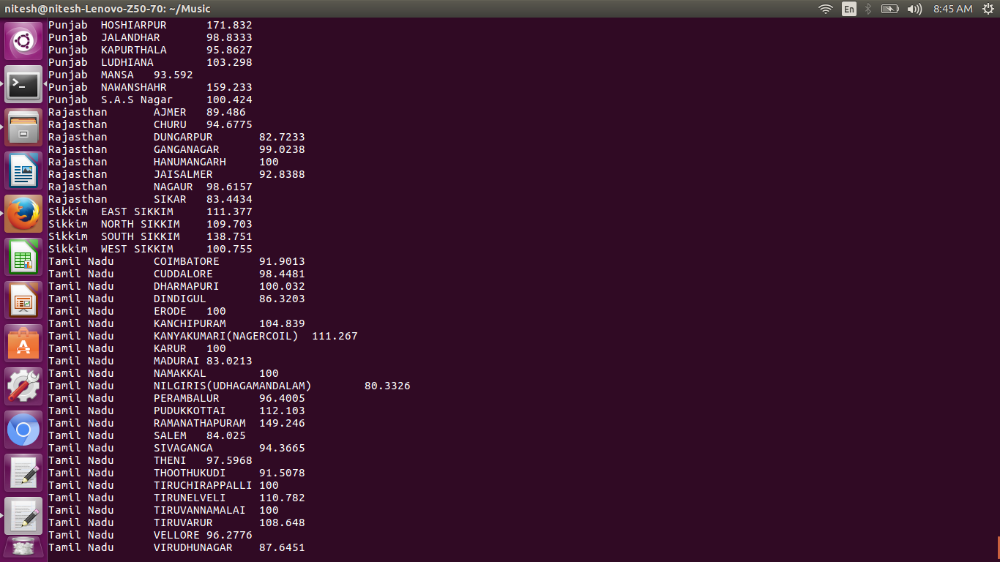 nitesh@nitesh-Lenovo-Z50-70: ~/Music En 8:45 AM
Punjab HOSHIARPUR 171.832
Punjab JALANDHAR 98.8333
Punjab KAPURTHALA 95.8627
Punjab LUDHIANA 103.298
Punjab MANSA 93.592
Punjab NAWANSHAHR 159.233
Punjab S.A.S Nagar 100.424
Rajasthan AJMER 89.486
Rajasthan CHURU 94.6775
Rajasthan DUNGARPUR 82.7233
Rajasthan GANGANAGAR 99.0238
Rajasthan HANUMANGARH 100
Rajasthan JAISALMER 92.8388
Rajasthan NAGAUR 98.6157
Rajasthan SIKAR 83.4434
Sikkim EAST SIKKIM 111.377
Sikkim NORTH SIKKIM 109.703
Sikkim SOUTH SIKKIM 138.751
Sikkim WEST SIKKIM 100.755
Tamil Nadu COIMBATORE 91.9013
Tamil Nadu CUDDALORE 98.4481
Tamil Nadu DHARMAPURI 100.032
Tamil Nadu DINDIGUL 86.3203
Tamil Nadu ERODE 100
Tamil Nadu KANCHIPURAM 104.839
Tamil Nadu KANYAKUMARI(NAGERCOIL) 111.267
Tamil Nadu KARUR 100
Tamil Nadu MADURAI 83.0213
Tamil Nadu NAMAKKAL 100
Tamil Nadu NILGIRIS(UDHAGAMANDALAM) 80.3326
Tamil Nadu PERAMBALUR 96.4005
Tamil Nadu PUDUKKOTTAI 112.103
Tamil Nadu RAMANATHAPURAM 149.246
Tamil Nadu SALEM 84.025
Tamil Nadu SIVAGANGA 94.3665
Tamil Nadu THENI 97.5968
Tamil Nadu THOOTHUKUDI 91.5078
Tamil Nadu TIRUCHIRAPPALLI 100
Tamil Nadu TIRUNELVELI 110.782
Tamil Nadu TIRUVANNAMALAI 100
Tamil Nadu TIRUVARUR 108.648
Tamil Nadu VELLORE 96.2776
Tamil Nadu VIRUDHUNAGAR 87.6451